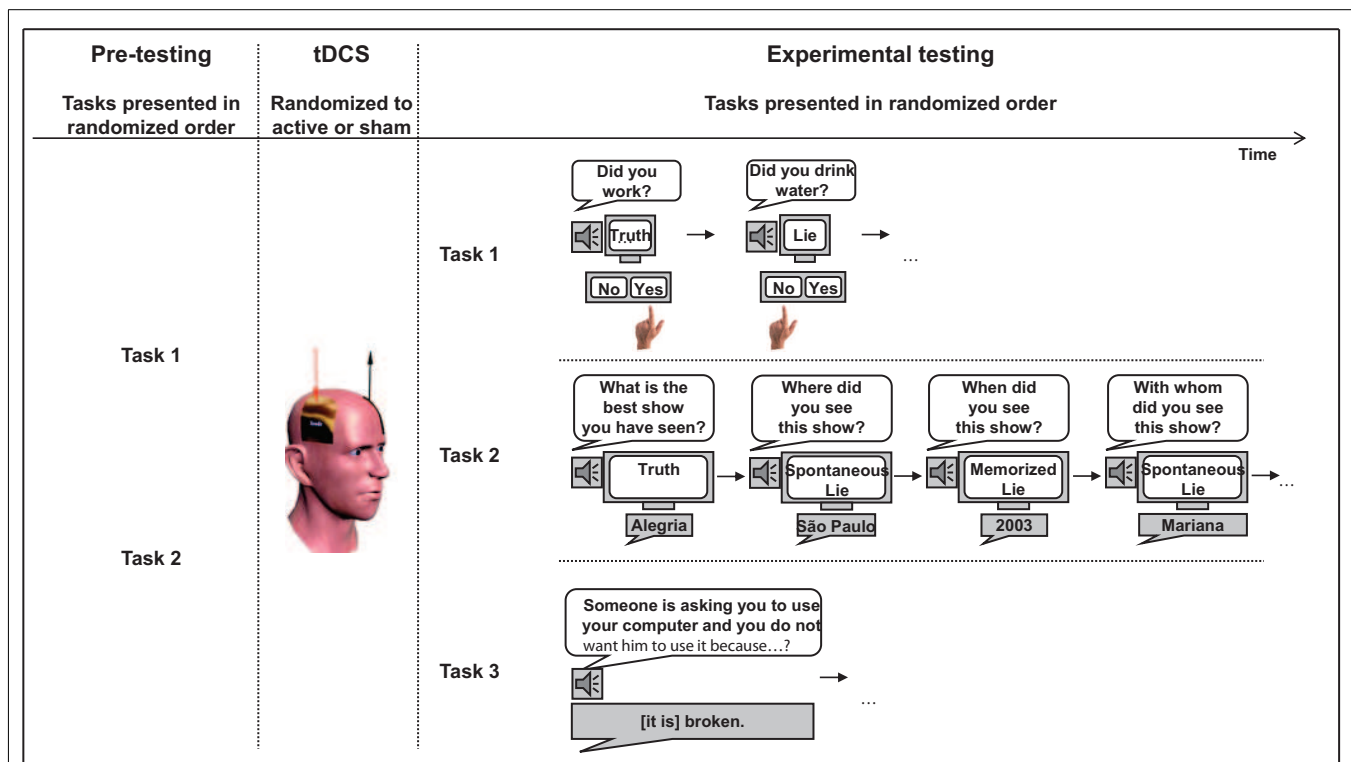 Pre-testing
tDCS
Experimental testing
Tasks presented in
randomized order
Randomized to
active or sham
Tasks presented in randomized order
Time
Task 1
Task 2
Task 1
Did you
work?
Truth
...
No Yes
Did you drink
water?
Lie
No Yes
...
Task 2
What is the
best show
you have seen?
Truth
Alegria
Where did
you see
this show?
Spontaneous
Lie
São Paulo
When did
you see
this show?
Memorized
Lie
2003
With whom
did you see
this show?
Spontaneous
Lie
Mariana
...
Task 3
Someone is asking you to use
your computer and you do not
want him to use it because...?
[it is] broken.
...